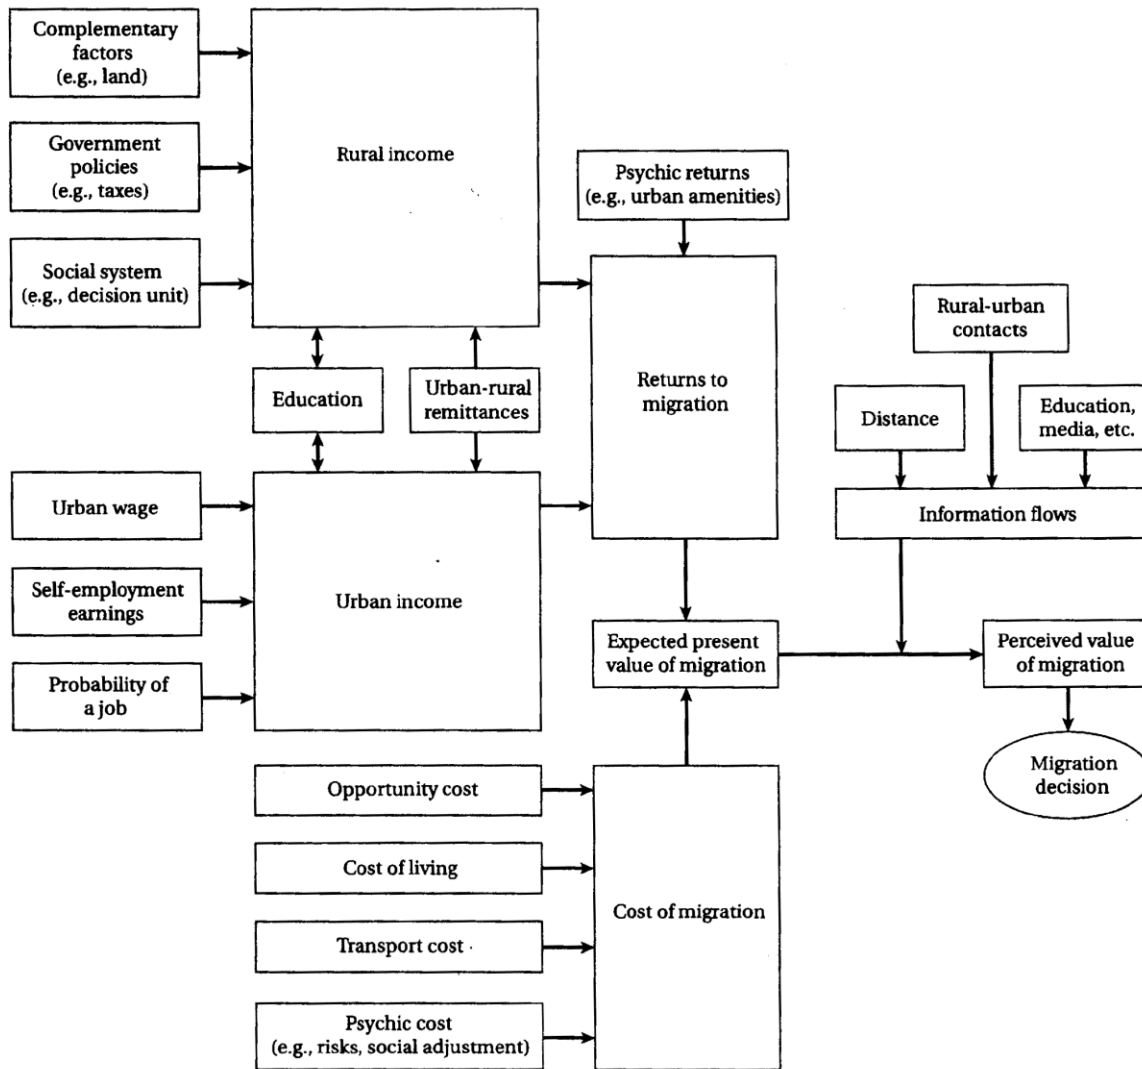 Complementary
factors
(e.g., land)
Government
policies
(e.g., taxes)
Social system
(e.g., decision unit)
Rural income
Psychic returns
(e.g., urban amenities)
Education
Urban-rural
remittances
Returns to
migration
Rural-urban
contacts
Distance
Education,
media, etc.
Information flows
Urban wage
Self-employment
earnings
Probability of
a job
Urban income
Expected present
value of migration
Perceived value
of migration
Migration
decision
Opportunity cost
Cost of living
Transport cost
Psychic cost
(e.g., risks, social adjustment)
Cost of migration